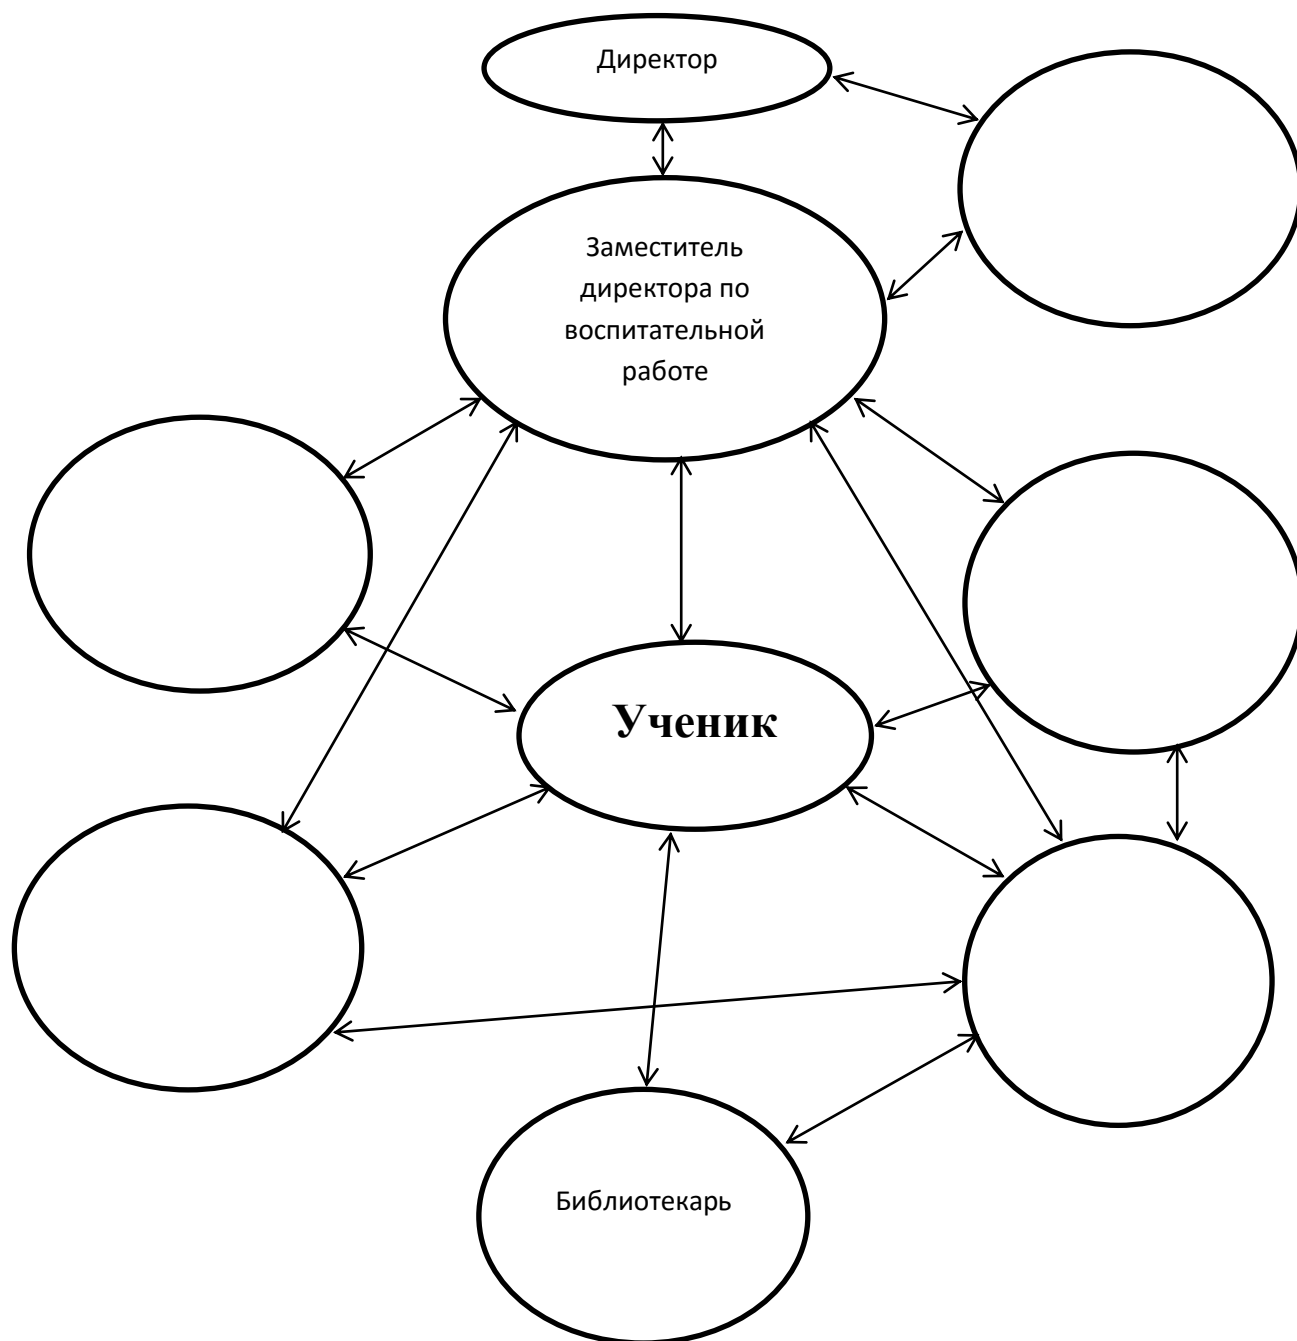 Директор
Заместитель
директора по
воспитательной
работе
Ученик
Библиотекарь